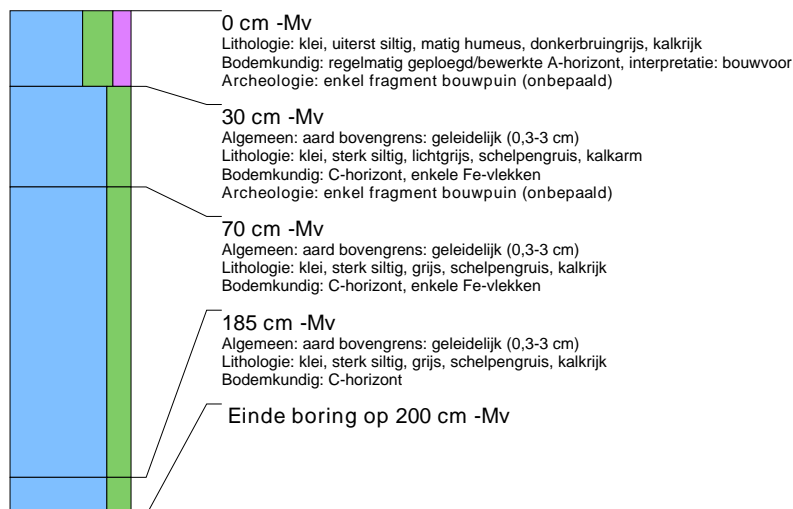 0 cm -Mv
Lithologie: klei, uiterst siltig, matig humeus, donkerbruingrijs, kalkrijk
Bodemkundig: regelmatig geploegd/bewerkte A-horizont, interpretatie: bouwvoor
Archeologie: enkel fragment bouwpuin (onbepaald)
30 cm -Mv
Algemeen: aard bovengrens: geleidelijk (0,3-3 cm)
Lithologie: klei, sterk siltig, lichtgrijs, schelpengruis, kalkarm
Bodemkundig: C-horizont, enkele Fe-vlekken
Archeologie: enkel fragment bouwpuin (onbepaald)
70 cm -Mv
Algemeen: aard bovengrens: geleidelijk (0,3-3 cm)
Lithologie: klei, sterk siltig, grijs, schelpengruis, kalkrijk
Bodemkundig: C-horizont, enkele Fe-vlekken
185 cm -Mv
Algemeen: aard bovengrens: geleidelijk (0,3-3 cm)
Lithologie: klei, sterk siltig, grijs, schelpengruis, kalkrijk
Bodemkundig: C-horizont
Einde boring op 200 cm -Mv